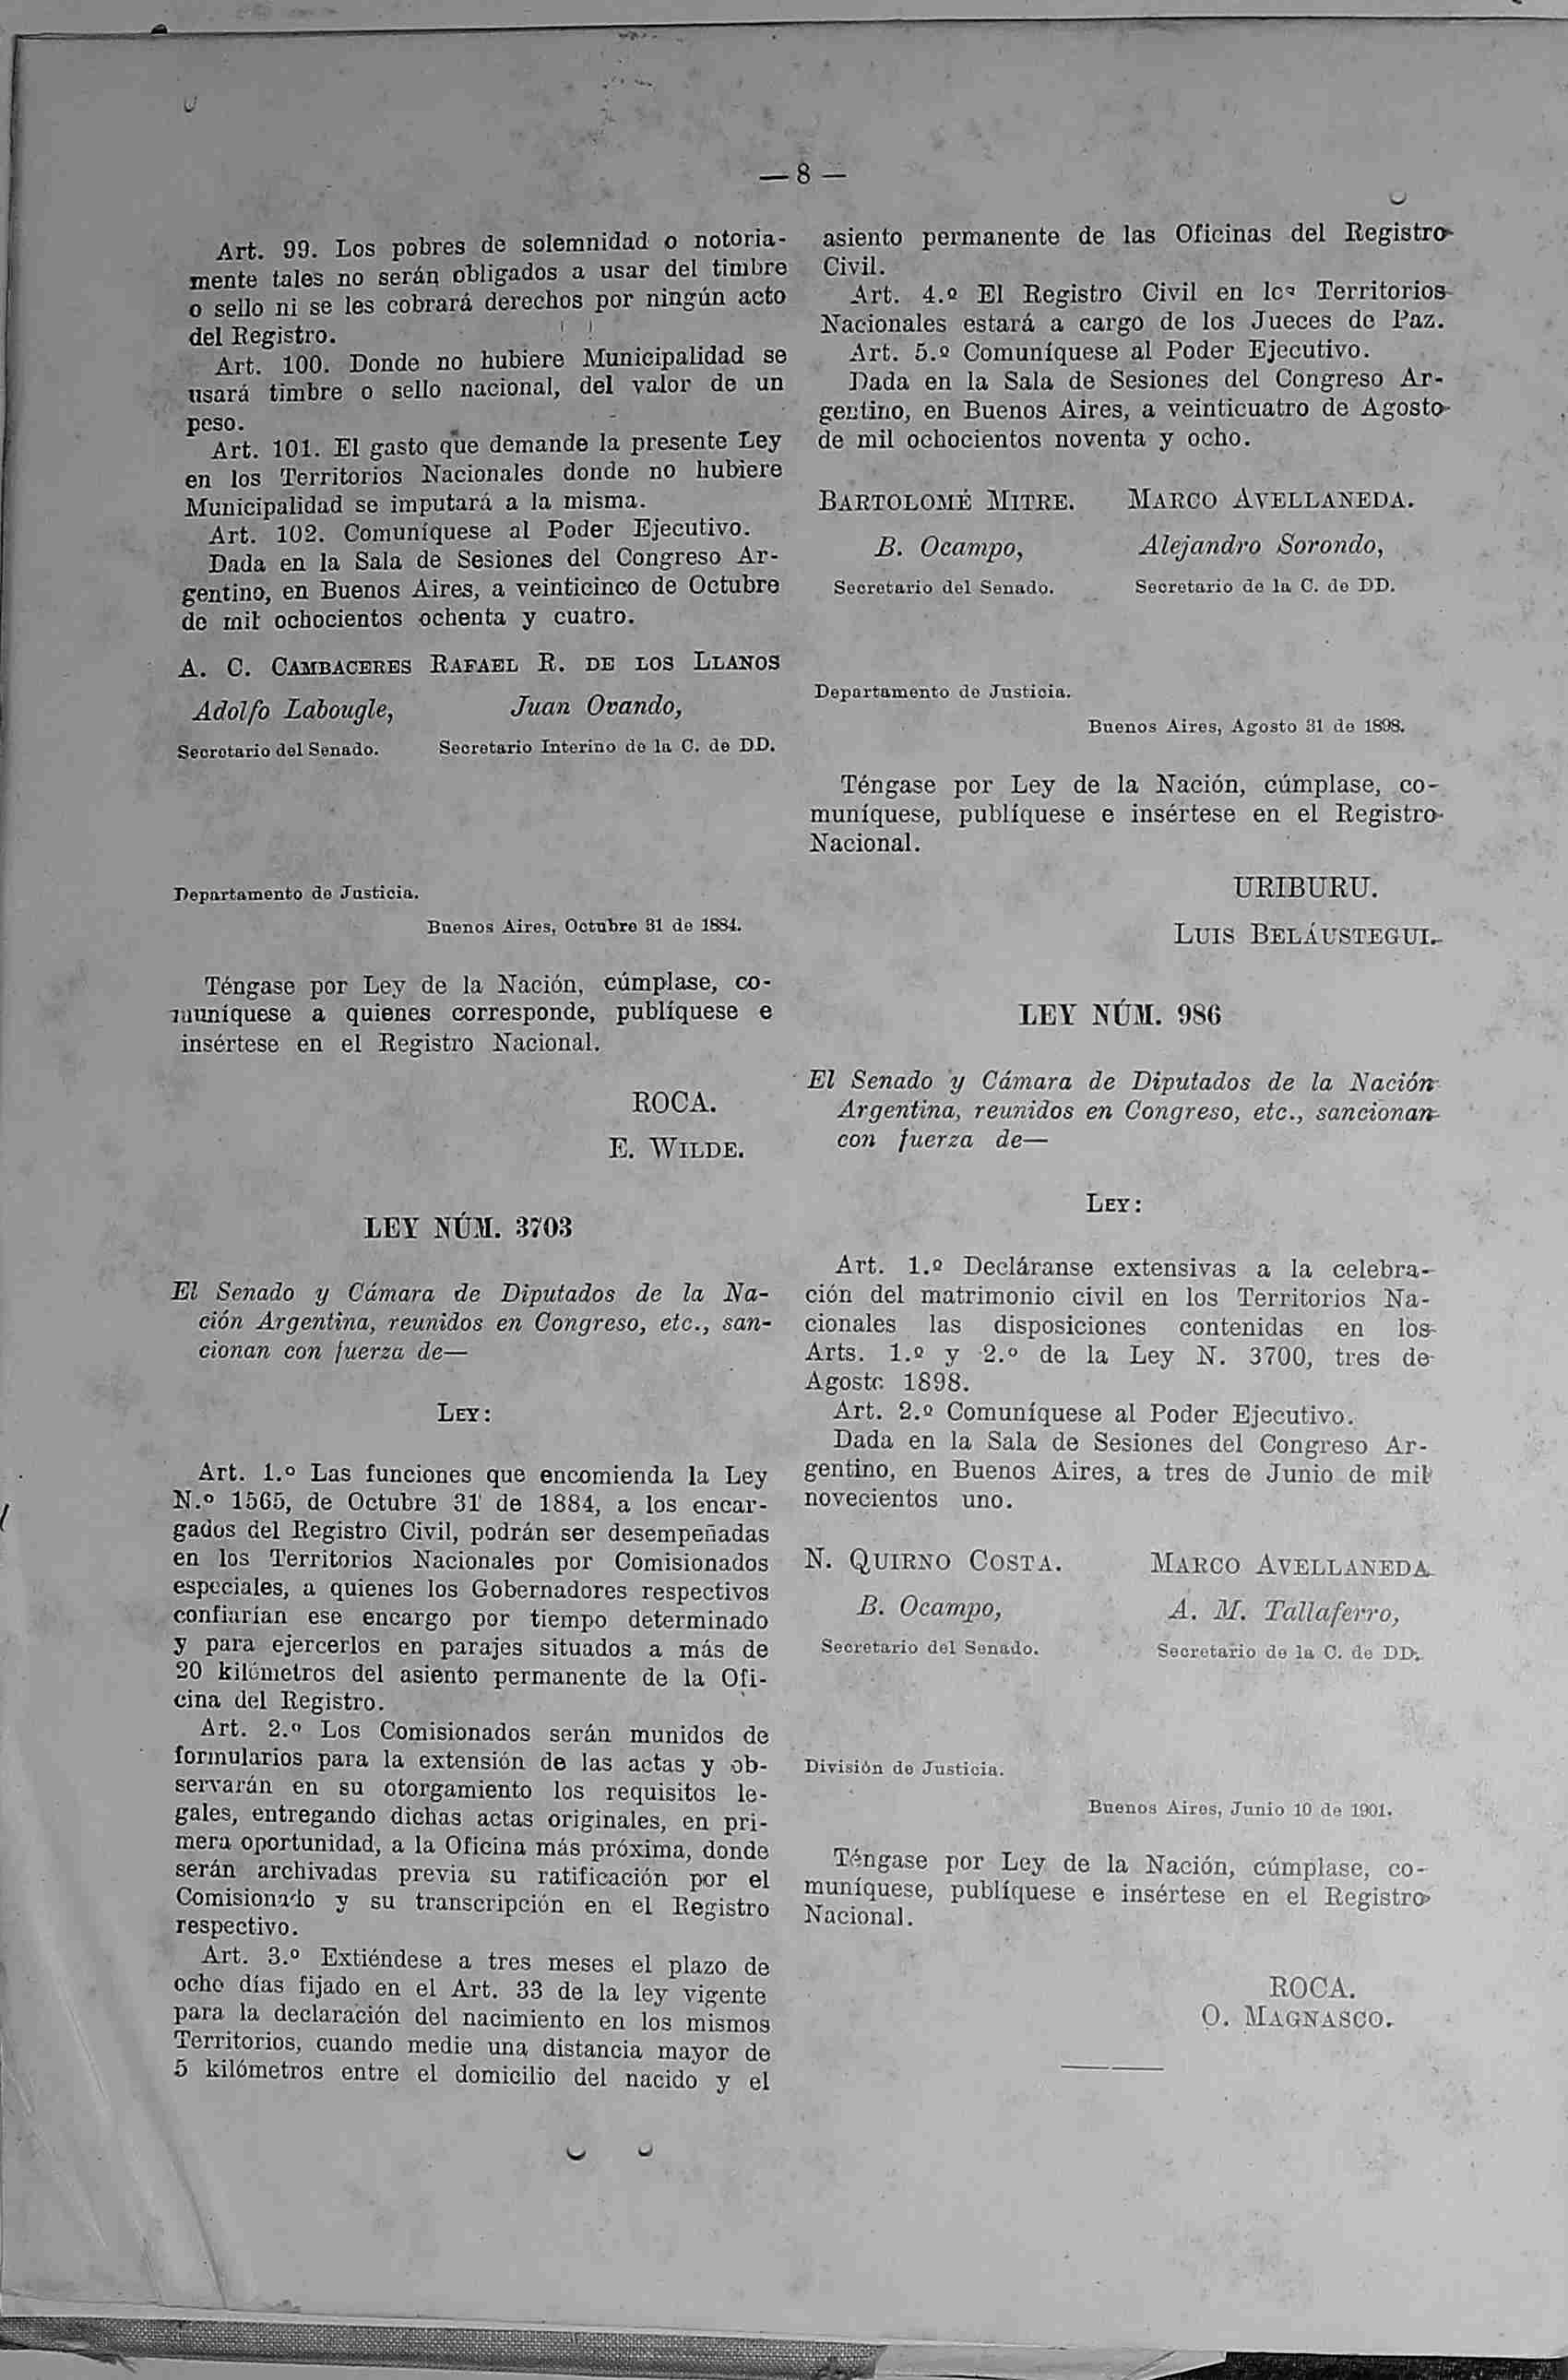 — 8 —
Art. 99. Los pobres de solemnidad o notoria-
mente tales no serán obligados a usar del timbre
o sello ni se les cobrará derechos por ningún acto
del Registro.
Art. 100. Donde no hubiere Municipalidad se
usará timbre o sello nacional, del valor de un
peso.
Art. 101. El gasto que demande la presente Ley
en los Territorios Nacionales donde no hubiere
Municipalidad se imputará a la misma.
Art. 102. Comuníquese al Poder Ejecutivo.
Dada en la Sala de Sesiones del Congreso Ar-
gentino, en Buenos Aires, a veinticinco de Octubre
de mil ochocientos ochenta y cuatro.
A. C. CAMBACERES RAFAEL R. DE LOS LLANOS
Adolfo Labougle, Juan Ovando,
Secretario del Senado. Secretario Interino de la C. de DD.
Departamento de Justicia.
Buenos Aires, Octubre 31 de 1884.
Téngase por Ley de la Nación, cúmplase, co-
muníquese a quienes corresponde, publíquese e
insértese en el Registro Nacional.
ROCA.
E. WILDE.
LEY NÚM. 3703
El Senado y Cámara de Diputados de la Na-
ción Argentina, reunidos en Congreso, etc., san-
cionan con fuerza de—
LEY:
Art. 1.º Las funciones que encomienda la Ley
N.º 1565, de Octubre 31 de 1884, a los encar-
gados del Registro Civil, podrán ser desempeñadas
en los Territorios Nacionales por Comisionados
especiales, a quienes los Gobernadores respectivos
confiarían ese encargo por tiempo determinado
y para ejercerlos en parajes situados a más de
20 kilómetros del asiento permanente de la Ofi-
cina del Registro.
Art. 2.º Los Comisionados serán munidos de
formularios para la extensión de las actas y ob-
servarán en su otorgamiento los requisitos le-
gales, entregando dichas actas originales, en pri-
mera oportunidad, a la Oficina más próxima, donde
serán archivadas previa su ratificación por el
Comisionado y su transcripción en el Registro
respectivo.
Art. 3.º Extiéndese a tres meses el plazo de
ocho días fijado en el Art. 33 de la ley vigente
para la declaración del nacimiento en los mismos
Territorios, cuando medie una distancia mayor de
5 kilómetros entre el domicilio del nacido y el
asiento permanente de las Oficinas del Registro
Civil.
Art. 4.º El Registro Civil en los Territorios
Nacionales estará a cargo de los Jueces de Paz.
Art. 5.º Comuníquese al Poder Ejecutivo.
Dada en la Sala de Sesiones del Congreso Ar-
gentino, en Buenos Aires, a veinticuatro de Agosto
de mil ochocientos noventa y ocho.
BARTOLOMÉ MITRE. MARCO AVELLANEDA.
B. Ocampo, Alejandro Sorondo,
Secretario del Senado. Secretario de la C. de DD.
Departamento de Justicia.
Buenos Aires, Agosto 31 de 1898.
Téngase por Ley de la Nación, cúmplase, co-
muníquese, publíquese e insértese en el Registro
Nacional.
URIBURU.
LUIS BELÁUSTEGUI.
LEY NÚM. 986
El Senado y Cámara de Diputados de la Nación
Argentina, reunidos en Congreso, etc., sancionan
con fuerza de—
LEY:
Art. 1.º Decláranse extensivas a la celebra-
ción del matrimonio civil en los Territorios Na-
cionales las disposiciones contenidas en los
Arts. 1.º y 2.º de la Ley N. 3700, tres de
Agosto 1898.
Art. 2.º Comuníquese al Poder Ejecutivo.
Dada en la Sala de Sesiones del Congreso Ar-
gentino, en Buenos Aires, a tres de Junio de mil
novecientos uno.
N. QUIRNO COSTA. MARCO AVELLANEDA
B. Ocampo, A. M. Tallaferro,
Secretario del Senado. Secretario de la C. de DD.
División de Justicia.
Buenos Aires, Junio 10 de 1901.
Téngase por Ley de la Nación, cúmplase, co-
muníquese, publíquese e insértese en el Registro
Nacional.
ROCA.
O. MAGNASCO.